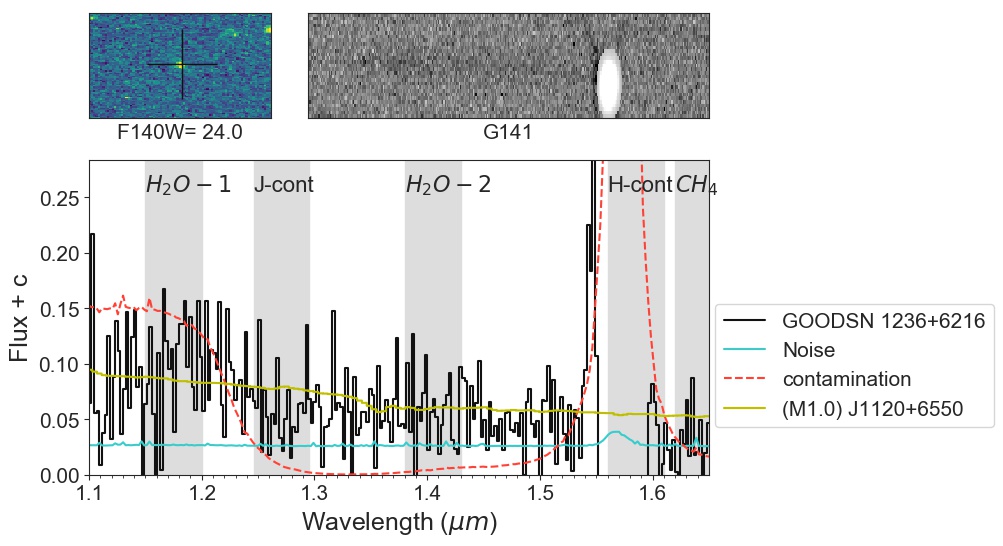 F140W= 24.0
G141
H₂O − 1
J-cont
H₂O − 2
H-cont
CH₄
0.25
0.20
0.15
0.10
0.05
0.00
Flux + c
1.1
1.2
1.3
1.4
1.5
1.6
Wavelength (μm)
GOODSN 1236+6216
Noise
contamination
(M1.0) J1120+6550